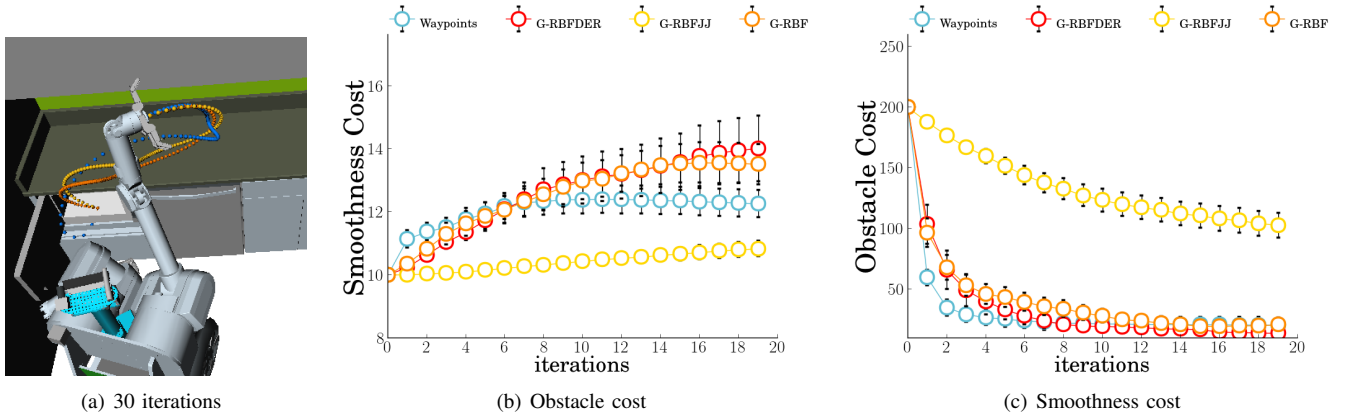 Waypoints G-RBFDER G-RBFJJ G-RBF
Smoothness Cost
16
14
12
10
8
0 2 4 6 8 10 12 14 16 18 20
iterations
Waypoints G-RBFDER G-RBFJJ G-RBF
Obstacle Cost
250
200
150
100
50
0 2 4 6 8 10 12 14 16 18 20
iterations
(a) 30 iterations
(b) Obstacle cost
(c) Smoothness cost